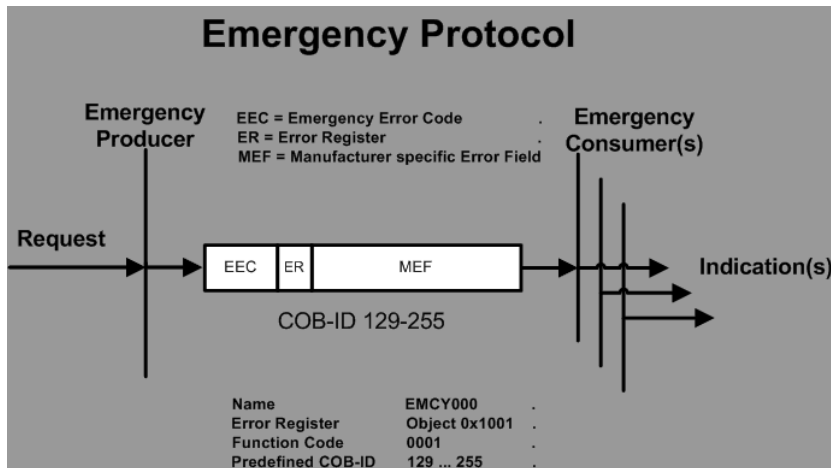 Emergency Protocol
Emergency
Producer
EEC = Emergency Error Code .
ER = Error Register .
MEF = Manufacturer specific Error Field
Emergency
Consumer(s)
Request
EEC ER MEF
Indication(s)
COB-ID 129-255
Name EMCY000 .
Error Register Object 0x1001 .
Function Code 0001 .
Predefined COB-ID 129 ... 255 .